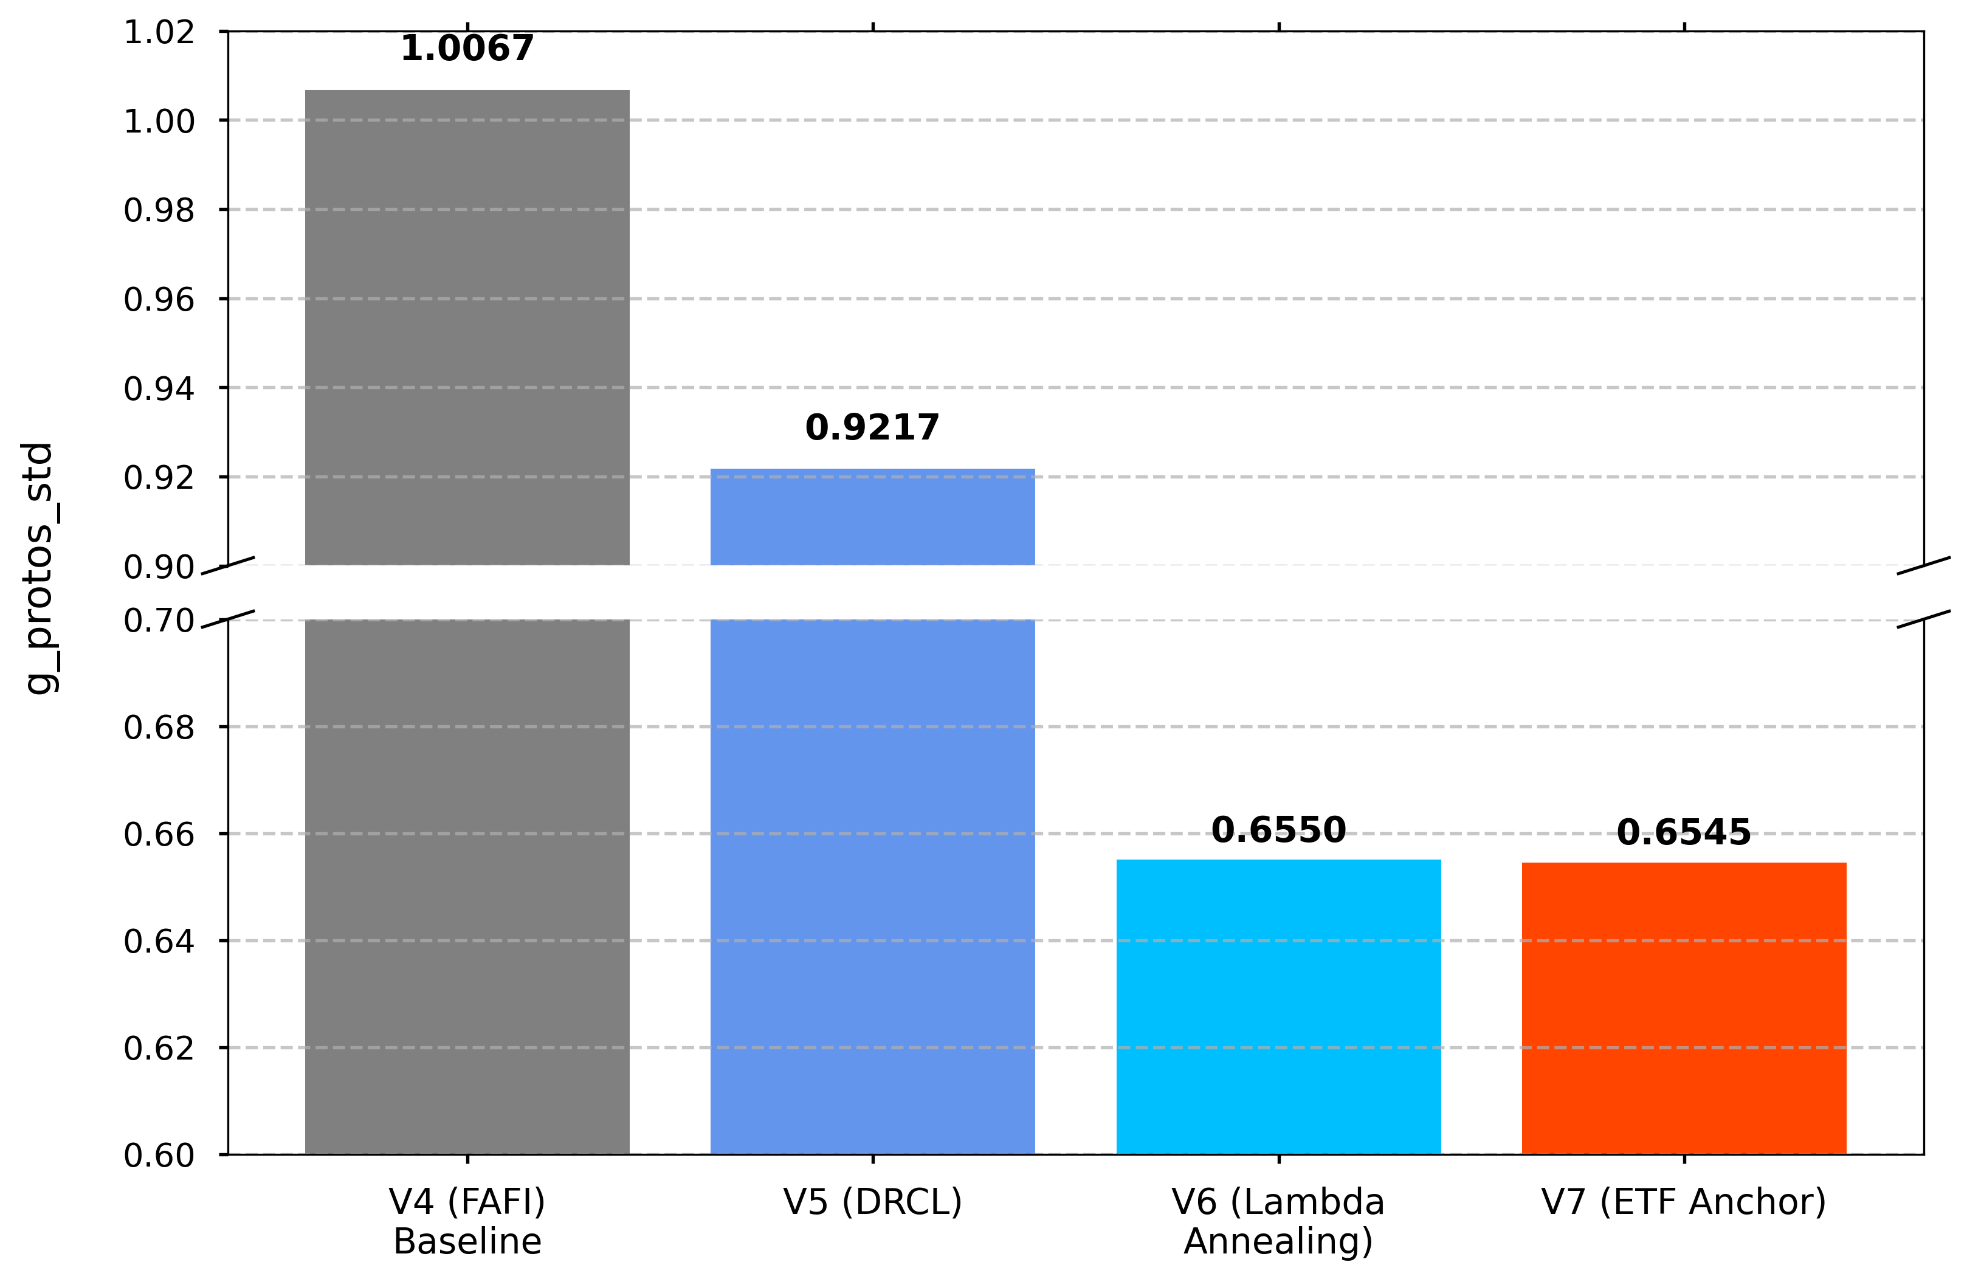 1.02
1.0067
1.00
0.98
0.96
0.94
0.9217
0.92
0.90
g_protos_std
0.70
0.68
0.66
0.6550
0.6545
0.64
0.62
0.60
V4 (FAFI)
Baseline
V5 (DRCL)
V6 (Lambda
Annealing)
V7 (ETF Anchor)